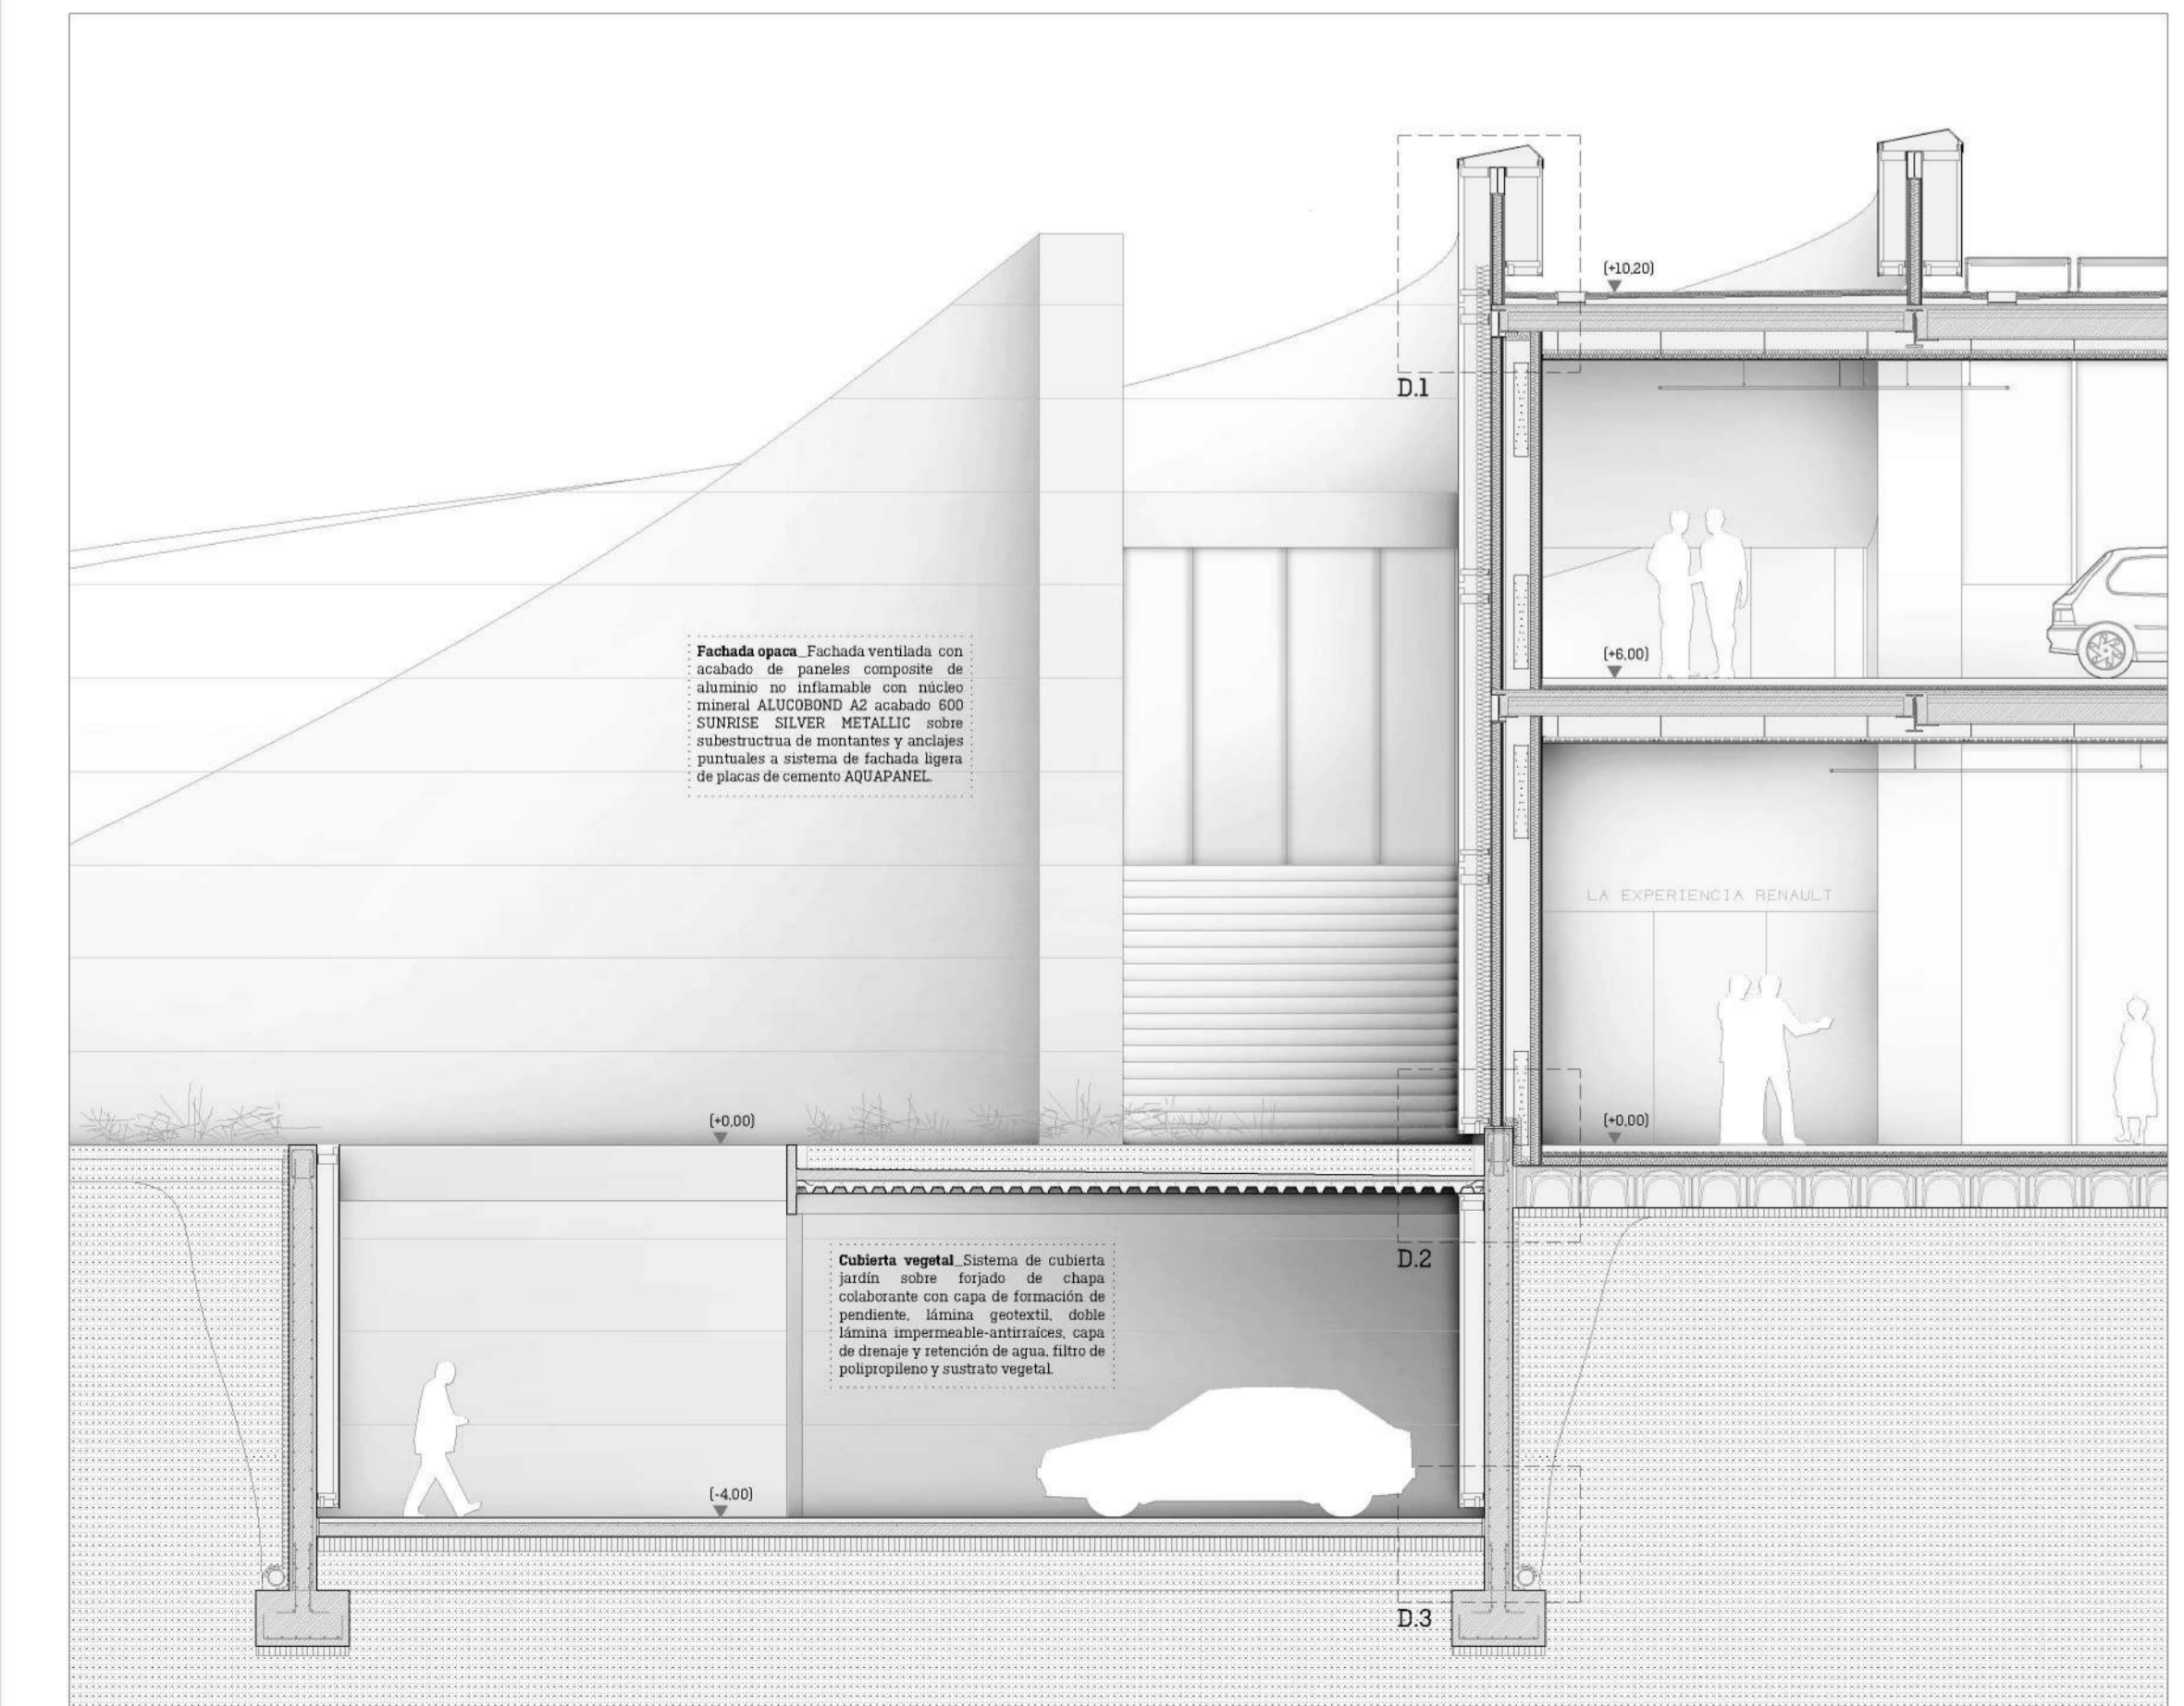 (+10,20)
D.1
Fachada opaca_Fachada ventilada con
acabado de paneles composite de
aluminio no inflamable con núcleo
mineral ALUCOBOND A2 acabado 600
SUNRISE SILVER METALLIC sobre
subestructrua de montantes y anclajes
puntuales a sistema de fachada ligera
de placas de cemento AQUAPANEL.
(+6,00)
LA EXPERIENCIA RENAULT
(+0,00)
(+0,00)
Cubierta vegetal_Sistema de cubierta
jardín sobre forjado de chapa
colaborante con capa de formación de
pendiente, lámina geotextil, doble
lámina impermeable-antirraíces, capa
de drenaje y retención de agua, filtro de
polipropileno y sustrato vegetal.
D.2
(-4,00)
D.3